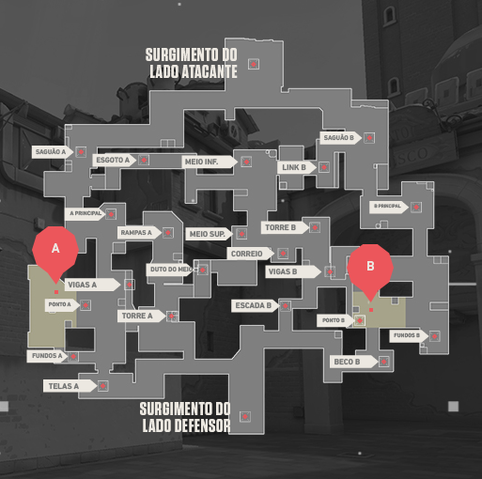 SURGIMENTO DO
LADO ATACANTE
SAGUÃO A
ESGOTO A
MEIO INF.
LINK B
SAGUÃO B
A PRINCIPAL
B PRINCIPAL
RAMPAS A
MEIO SUP.
TORRE B
CORREIO
A
B
VIGAS A
DUTO DO MEIO
VIGAS B
PONTO A
TORRE A
ESCADA B
PONTO B
FUNDOS A
FUNDOS B
BECO B
TELAS A
SURGIMENTO DO
LADO DEFENSOR